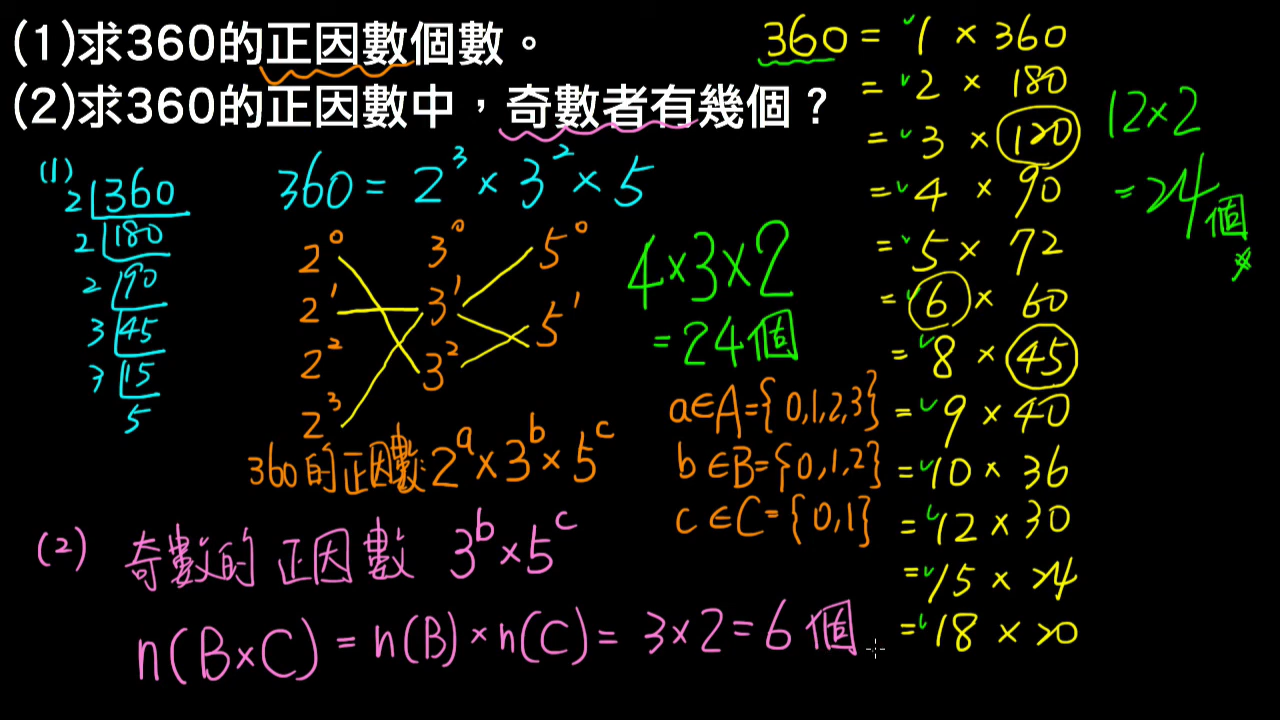 (1)求360的正因數個數。
(2)求360的正因數中,奇數者有幾個?
(1)
2 360
2 180
2 90
3 45
3 15
5
360 = 2³ × 3² × 5
2⁰ 3⁰ 5⁰
2¹ 3¹ 5¹
2² 3²
2³
4×3×2
=24個
360的正因數:2ᵃ×3ᵇ×5ᶜ
a∈A={0,1,2,3}
b∈B={0,1,2}
c∈C={0,1}
(2) 奇數的正因數 3ᵇ×5ᶜ
n(B×C) = n(B)×n(C)= 3×2=6個
360 = 1 × 360
= 2 × 180
= 3 × 120
= 4 × 90
= 5 × 72
= 6 × 60
= 8 × 45
= 9 × 40
= 10 × 36
= 12 × 30
= 15 × 24
= 18 × 20
12×2
=24個